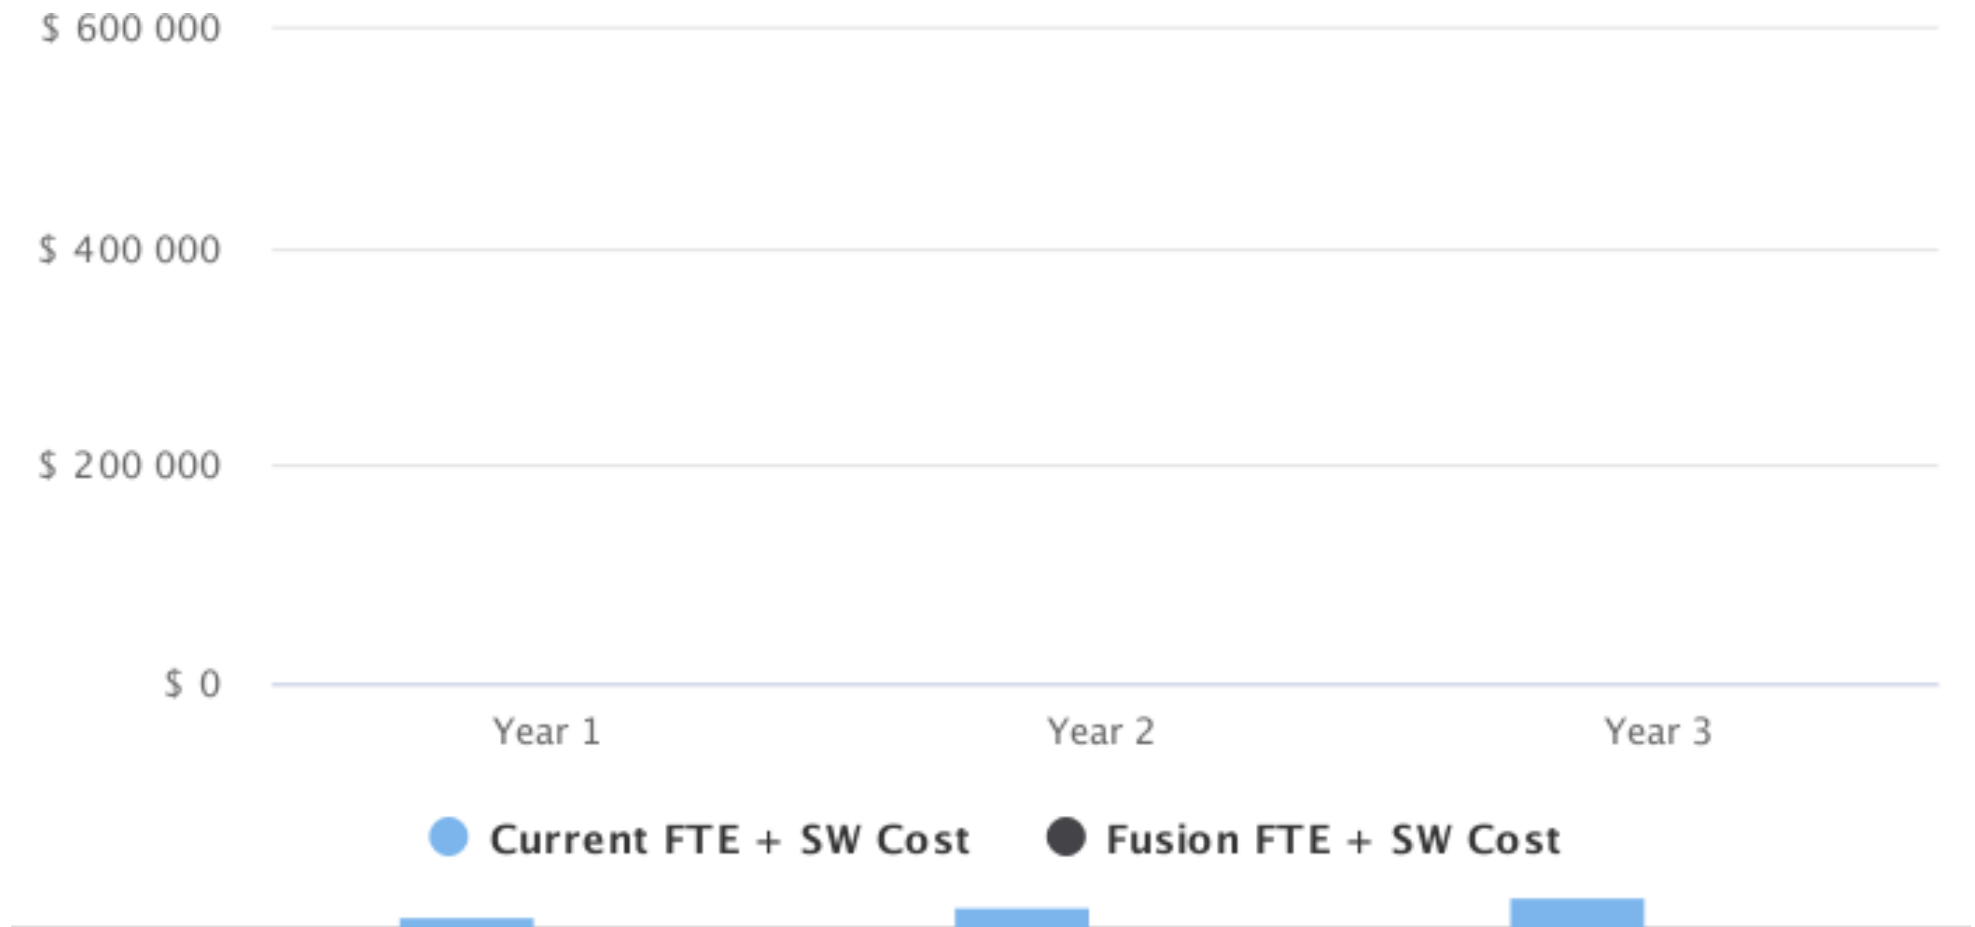 $ 600 000
$ 400 000
$ 200 000
$ 0
Year 1 Year 2 Year 3
Current FTE + SW Cost Fusion FTE + SW Cost